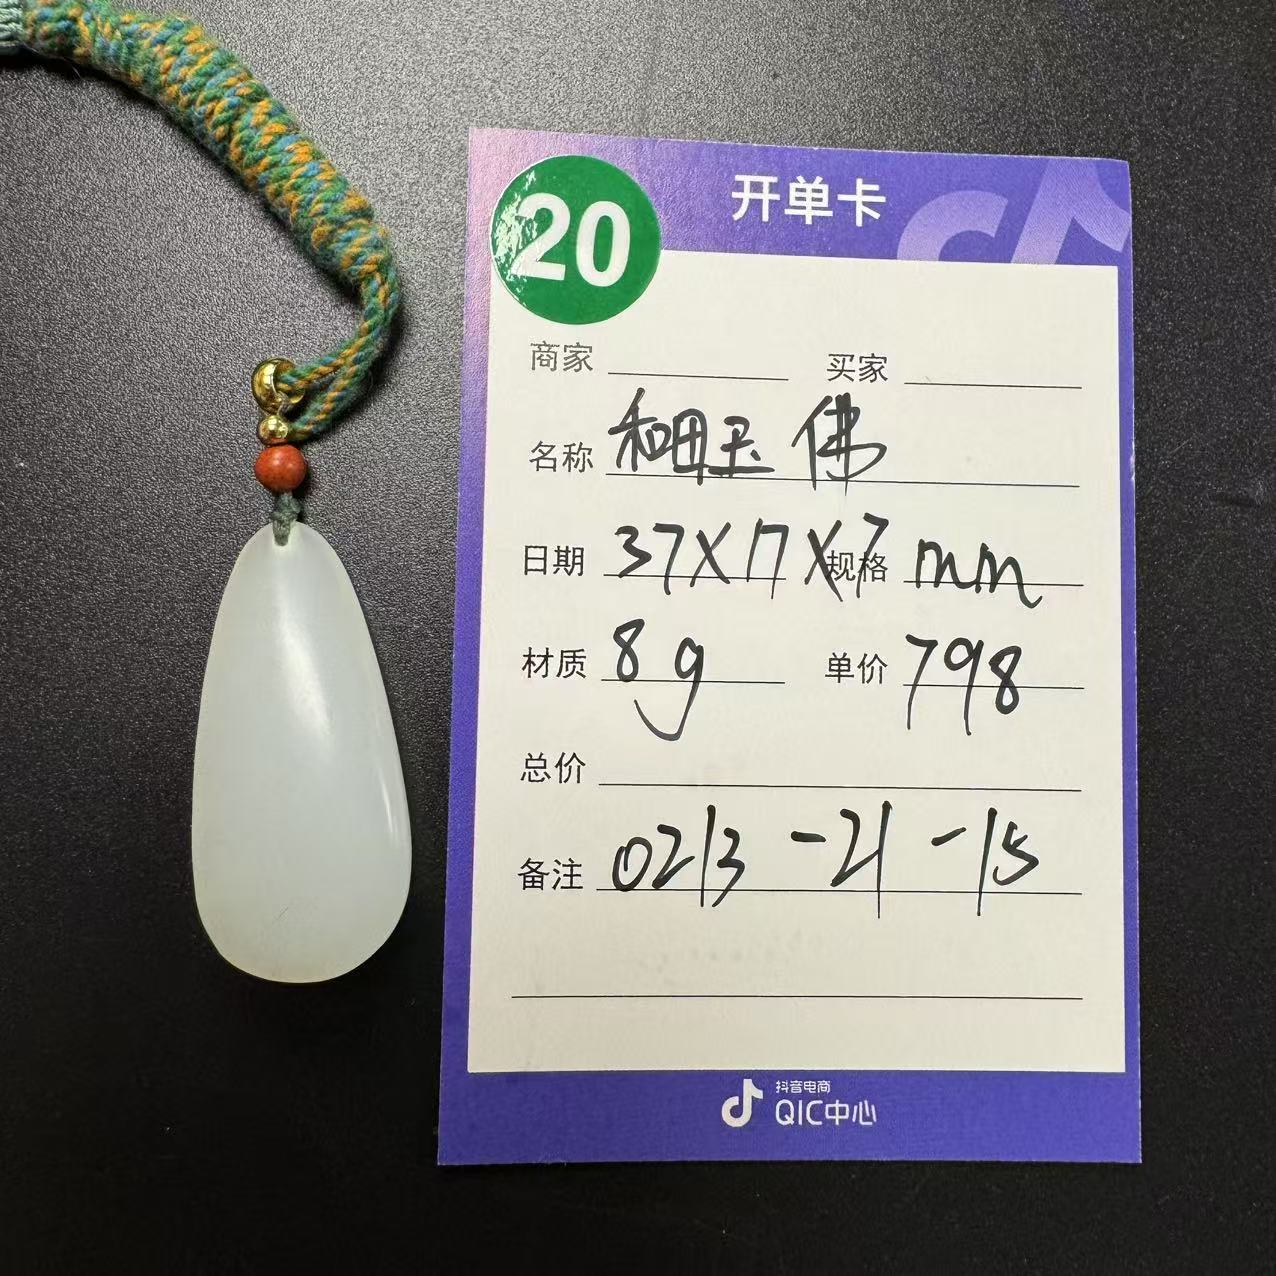 20 开单卡
商家 买家
名称 和田玉 佛
日期 37X17X7 规格 mm
材质 8g 单价 798
总价
备注 0213-21-15
抖音电商
QIC中心